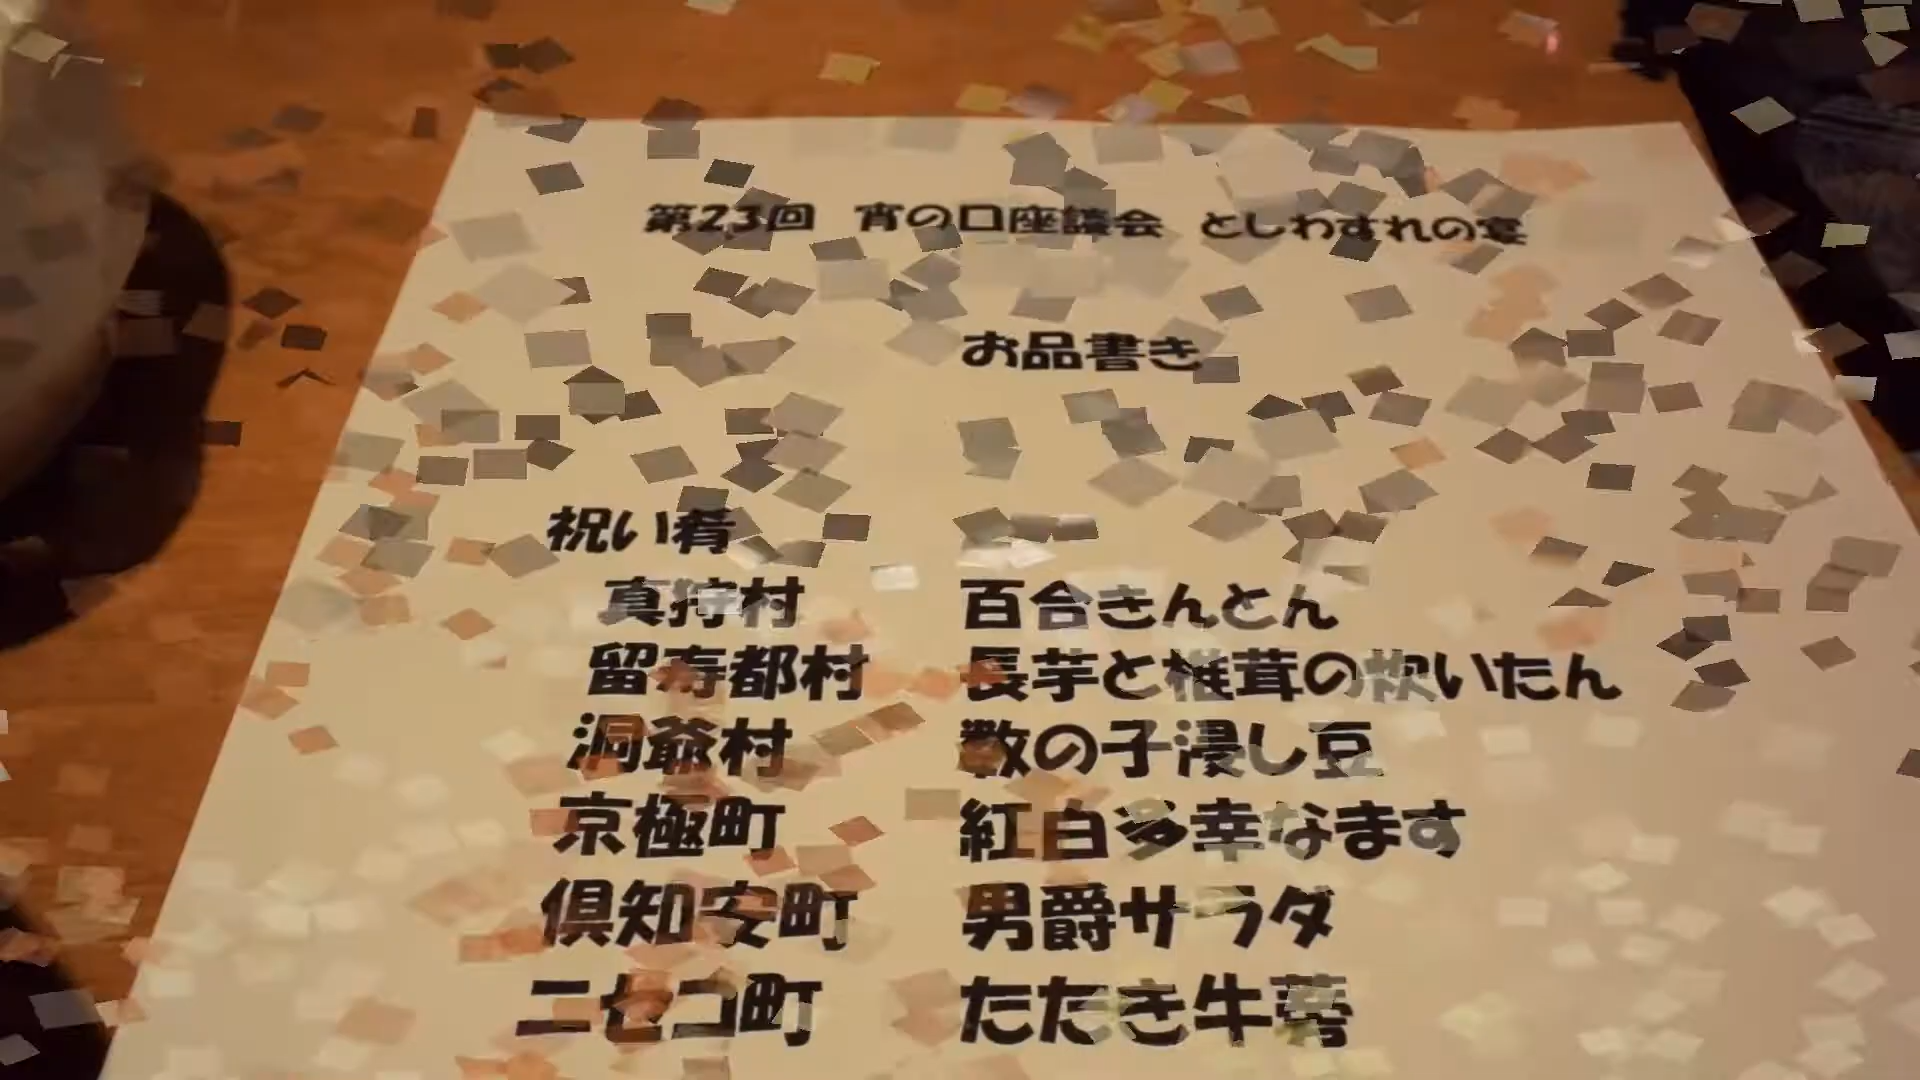 第23回 宵の口座談会 としわすれの宴
お品書き
祝い肴
真狩村 百合きんとん
留寿都村 長芋と椎茸の炊いたん
洞爺村 数の子浸し豆
京極町 紅白多幸なます
倶知安町 男爵サラダ
ニセコ町 たたき牛蒡